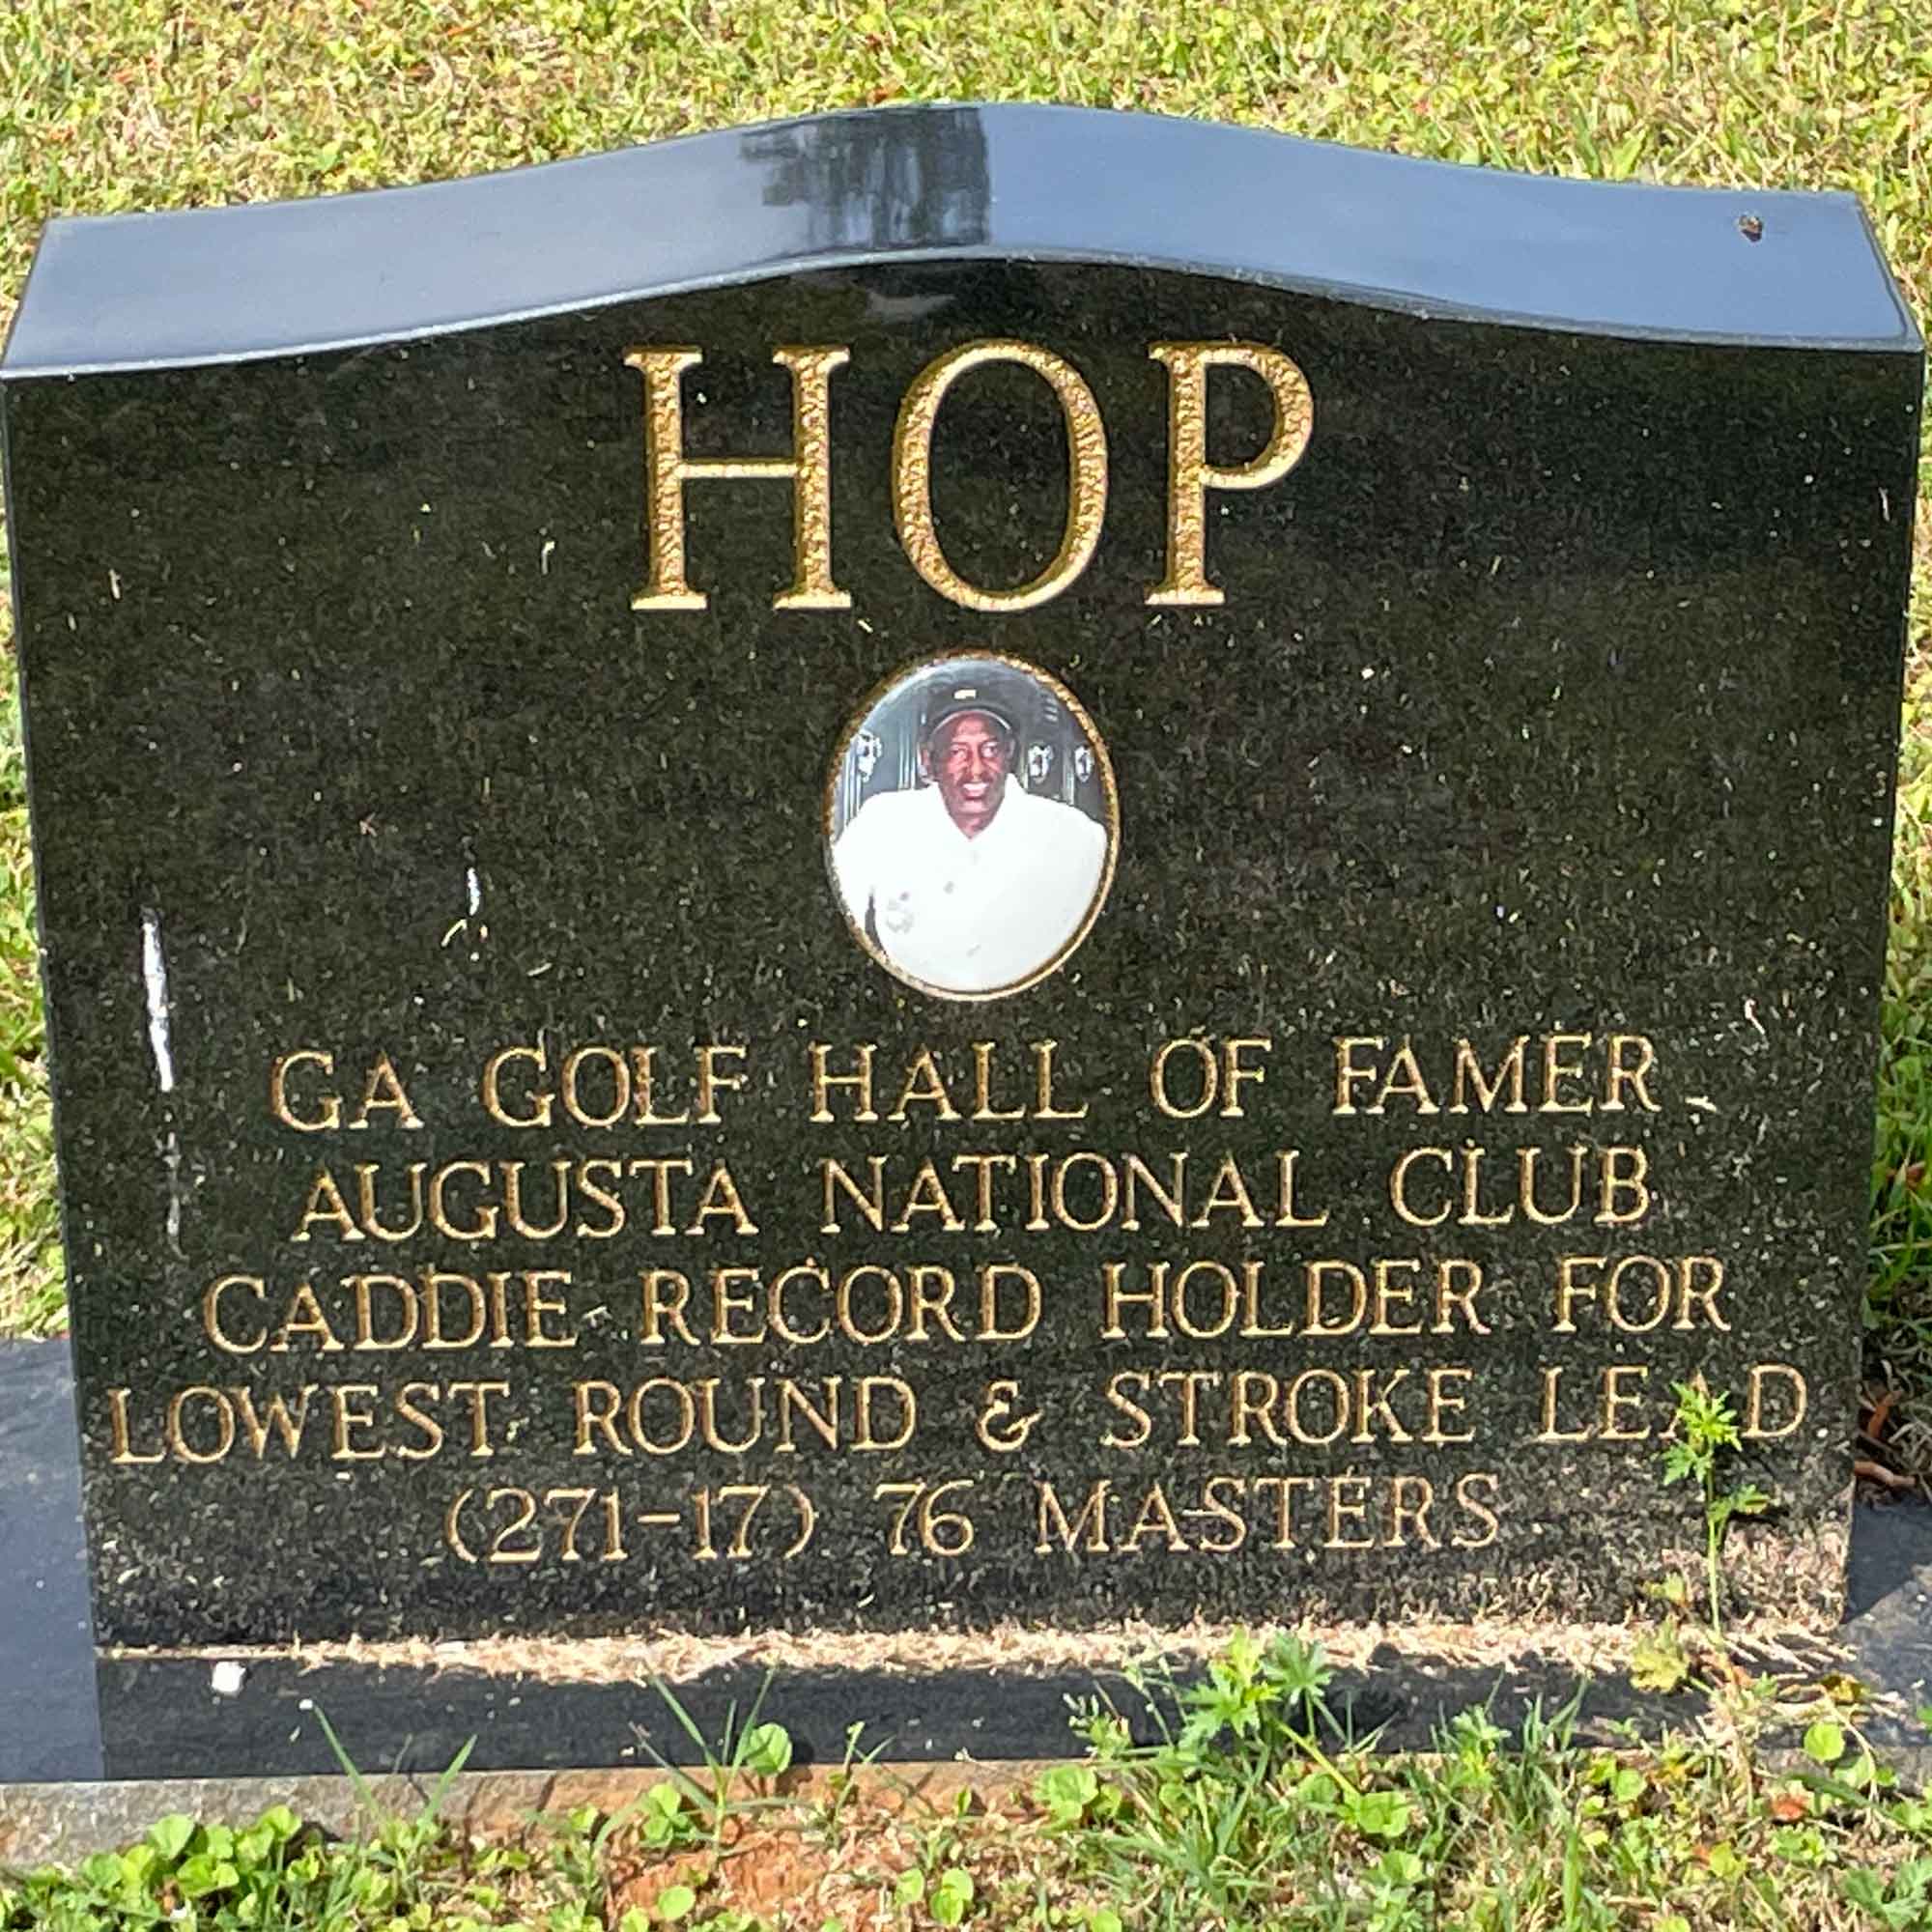 HOP
GA GOLF HALL OF FAMER
AUGUSTA NATIONAL CLUB
CADDIE RECORD HOLDER FOR
LOWEST ROUND & STROKE LEAD
(271-17) 76 MASTERS